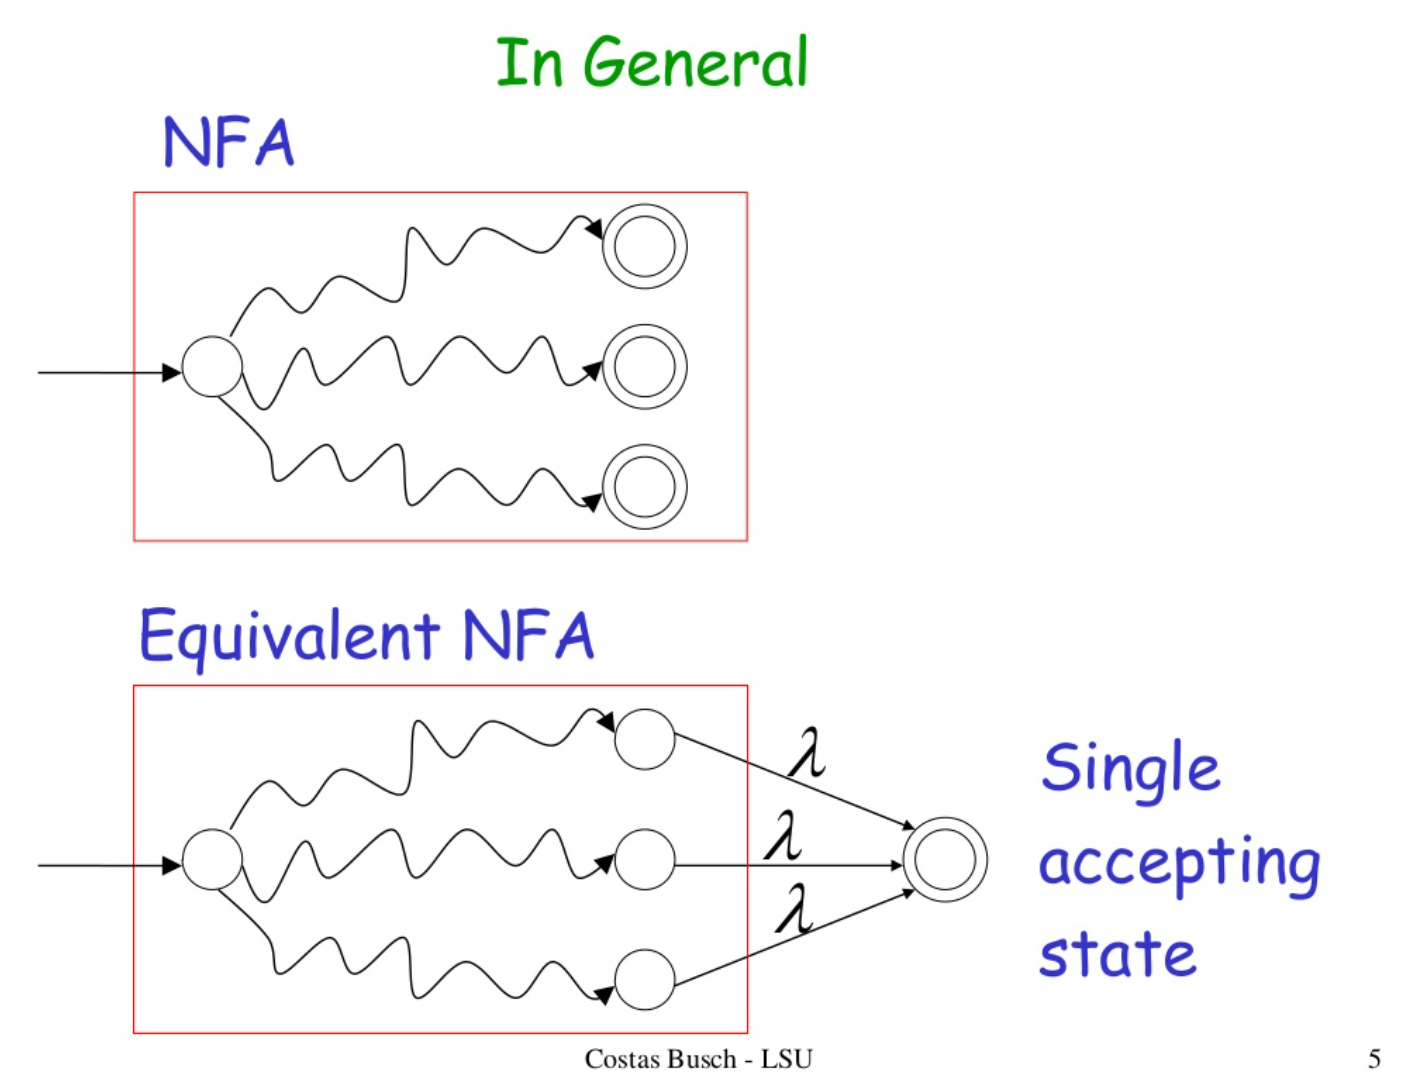 In General
NFA
Equivalent NFA
λ
λ
λ
Single
accepting
state
Costas Busch - LSU
5